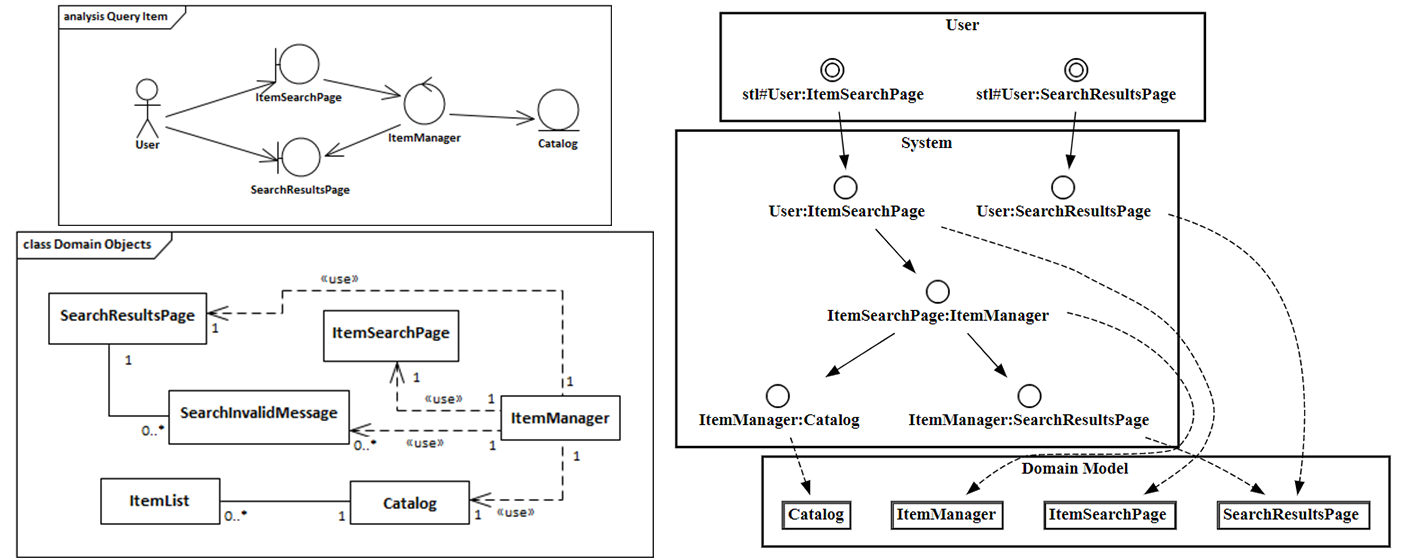 analysis Query Item
ItemSearchPage
User
ItemManager
Catalog
SearchResultsPage
class Domain Objects
«use»
SearchResultsPage
1
ItemSearchPage
1
1
1
«use»
1
SearchInvalidMessage
ItemManager
0..*
0..*
«use»
1
1
ItemList
Catalog
0..*
1
1
«use»
User
stl#User:ItemSearchPage
stl#User:SearchResultsPage
System
User:ItemSearchPage
User:SearchResultsPage
ItemSearchPage:ItemManager
ItemManager:Catalog
ItemManager:SearchResultsPage
Domain Model
Catalog
ItemManager
ItemSearchPage
SearchResultsPage